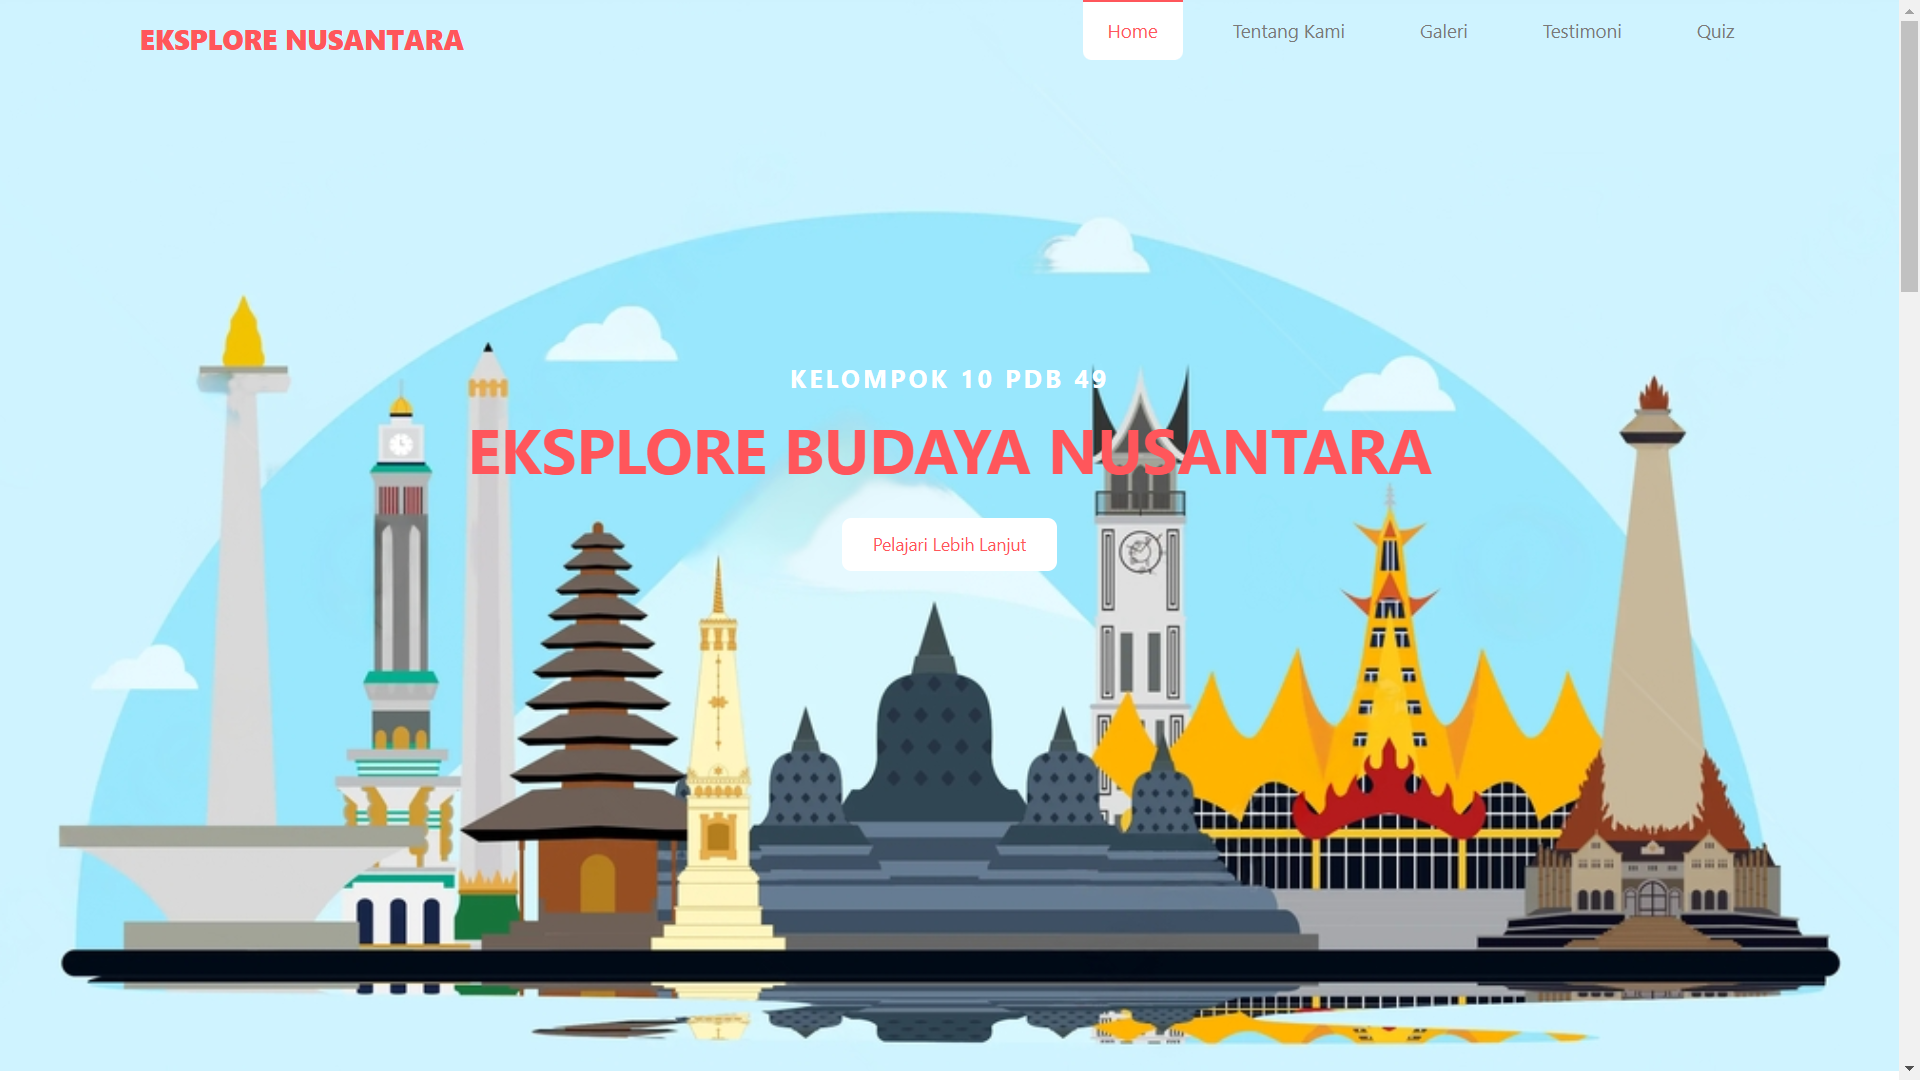 EKSPLORE NUSANTARA
Home
Tentang Kami
Galeri
Testimoni
Quiz
KELOMPOK 10 PDB 49
EKSPLORE BUDAYA NUSANTARA
Pelajari Lebih Lanjut